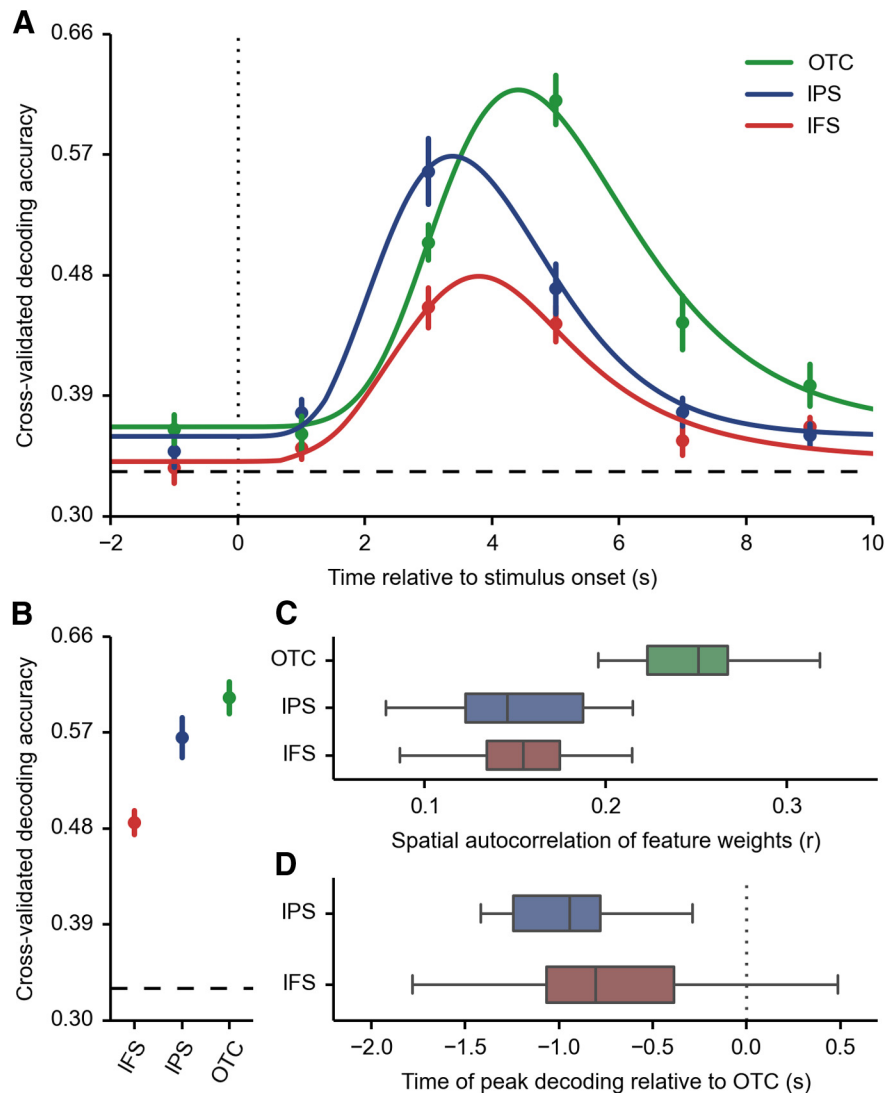 A
Cross-validated decoding accuracy
0.66
0.57
0.48
0.39
0.30
OTC
IPS
IFS
−2 0 2 4 6 8 10
Time relative to stimulus onset (s)
B
Cross-validated decoding accuracy
0.66
0.57
0.48
0.39
0.30
IFS IPS OTC
C
OTC
IPS
IFS
0.1 0.2 0.3
Spatial autocorrelation of feature weights (r)
D
IPS
IFS
−2.0 −1.5 −1.0 −0.5 0.0 0.5
Time of peak decoding relative to OTC (s)